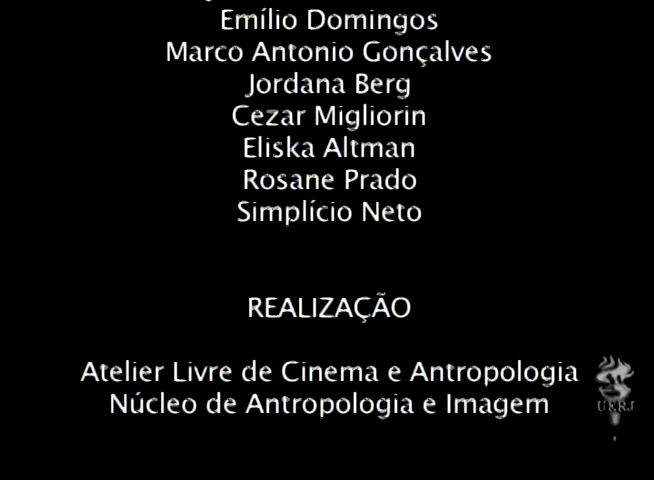 Emílio Domingos
Marco Antonio Gonçalves
Jordana Berg
Cezar Migliorin
Eliska Altman
Rosane Prado
Simplício Neto
REALIZAÇÃO
Atelier Livre de Cinema e Antropologia
Núcleo de Antropologia e Imagem
UERJ